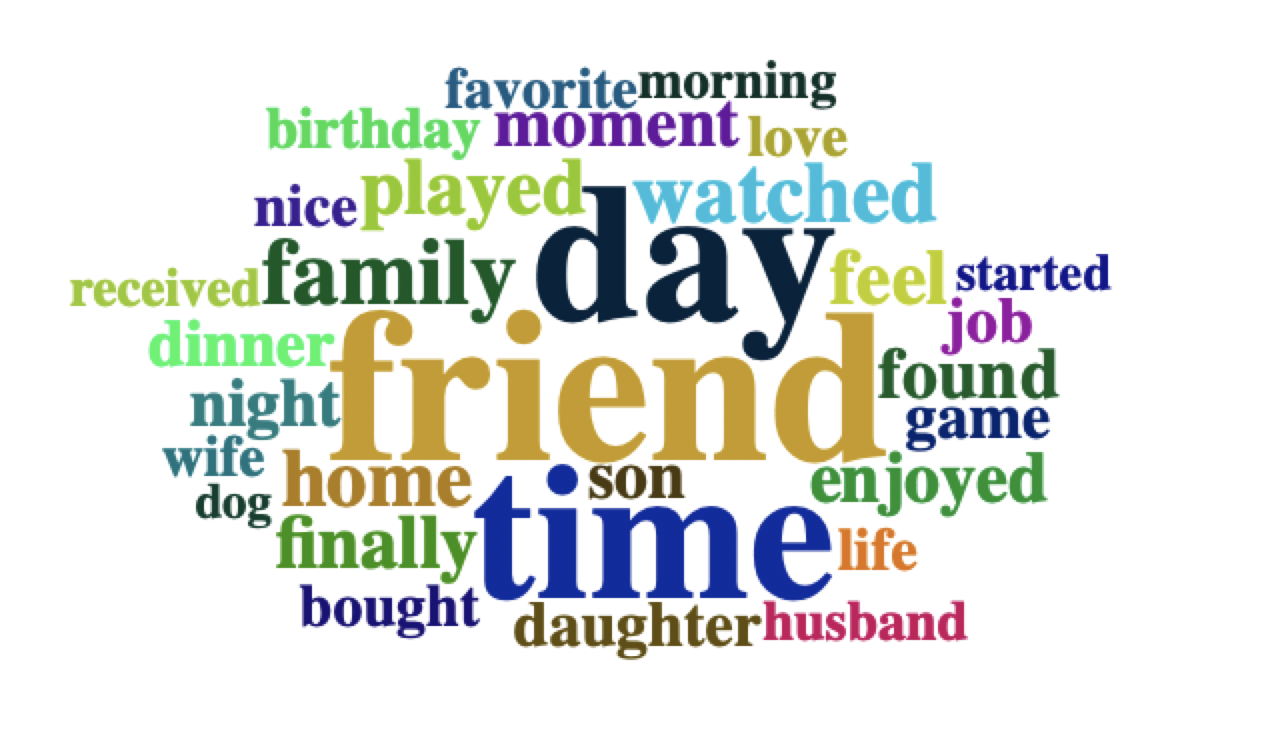 favorite morning
birthday moment love
nice played watched
day
received family feel started
dinner job
friend
night found
game
wife home son enjoyed
dog
finally time life
bought daughter husband